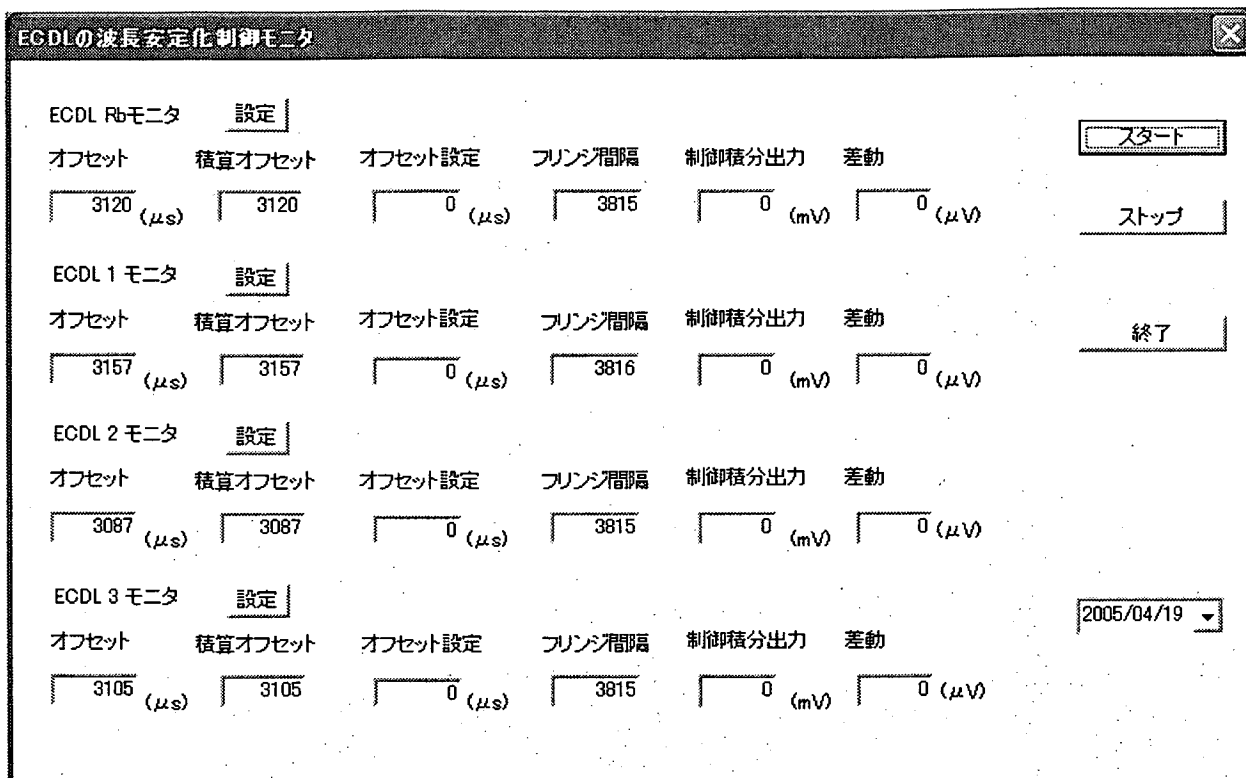 ECDLの波長安定化制御モニタ
ECDL Rbモニタ 設定
オフセット 積算オフセット オフセット設定 フリンジ間隔 制御積分出力 差動
3120 (μs) 3120 0 (μs) 3815 0 (mV) 0 (μV)
スタート
ストップ
ECDL 1 モニタ 設定
オフセット 積算オフセット オフセット設定 フリンジ間隔 制御積分出力 差動
3157 (μs) 3157 0 (μs) 3816 0 (mV) 0 (μV)
終了
ECDL 2 モニタ 設定
オフセット 積算オフセット オフセット設定 フリンジ間隔 制御積分出力 差動
3087 (μs) 3087 0 (μs) 3815 0 (mV) 0 (μV)
ECDL 3 モニタ 設定
2005/04/19
オフセット 積算オフセット オフセット設定 フリンジ間隔 制御積分出力 差動
3105 (μs) 3105 0 (μs) 3815 0 (mV) 0 (μV)